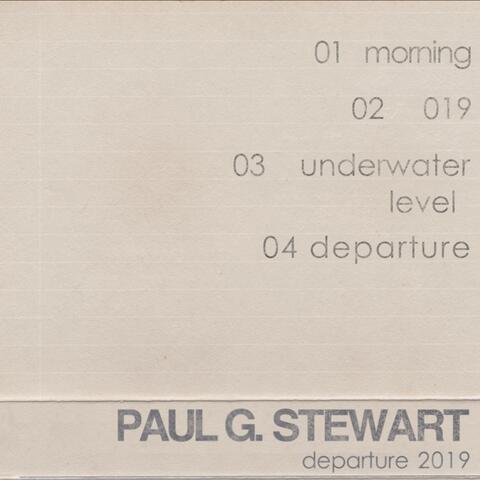 01 morning
02 019
03 underwater
level
04 departure
PAUL G. STEWART
departure 2019